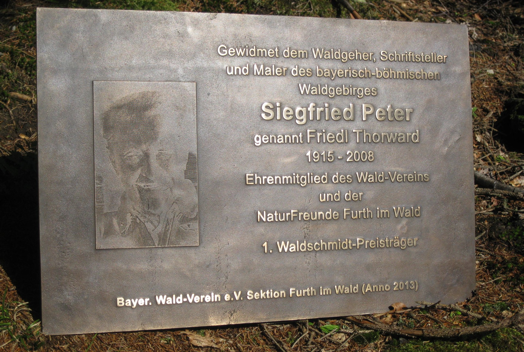 Gewidmet dem Waldgeher, Schriftsteller
und Maler des bayerisch-böhmischen
Waldgebirges
Siegfried Peter
genannt Friedl Thorward
1915 - 2008
Ehrenmitglied des Wald-Vereins
und der
NaturFreunde Furth im Wald
1. Waldschmidt-Preisträger
Bayer. Wald-Verein e.V. Sektion Furth im Wald (Anno 2013)